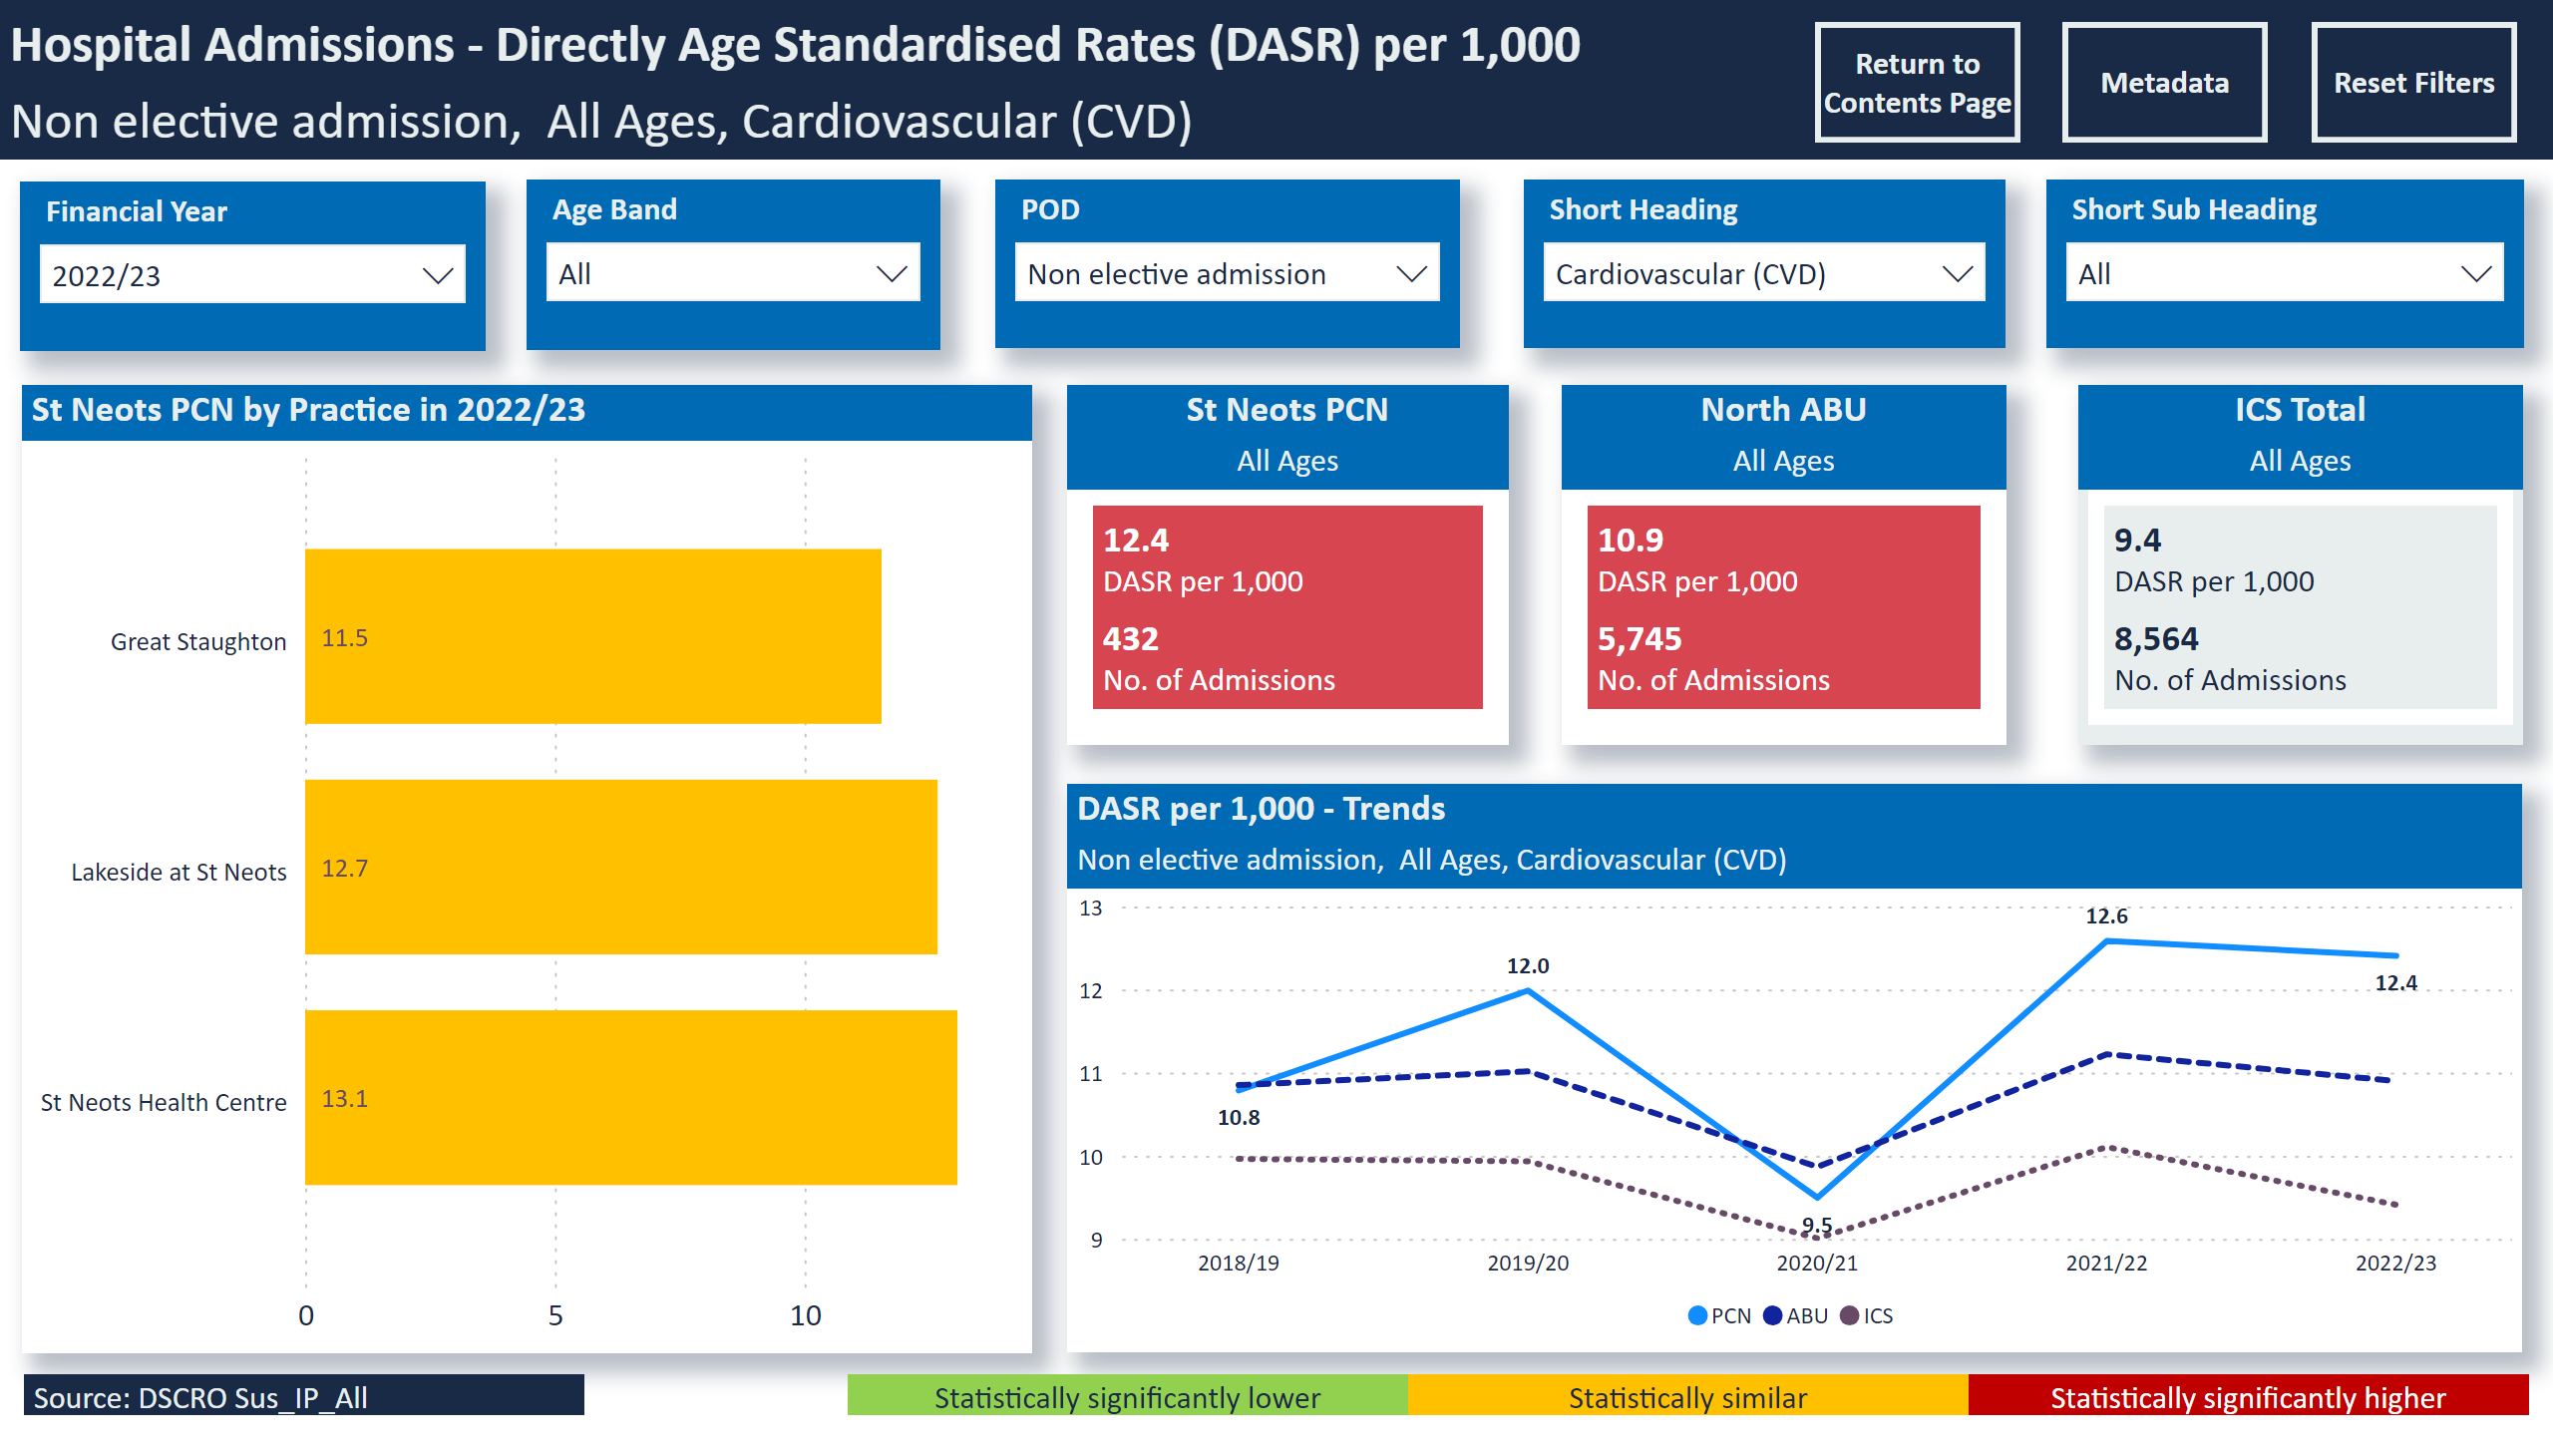 Hospital Admissions - Directly Age Standardised Rates (DASR) per 1,000
Non elective admission,  All Ages, Cardiovascular (CVD)
Return to
Contents Page
Metadata
Reset Filters
Financial Year
2022/23
Age Band
All
POD
Non elective admission
Short Heading
Cardiovascular (CVD)
Short Sub Heading
All
St Neots PCN by Practice in 2022/23
Great Staughton
11.5
Lakeside at St Neots
12.7
St Neots Health Centre
13.1
0 5 10
St Neots PCN
All Ages
12.4
DASR per 1,000
432
No. of Admissions
North ABU
All Ages
10.9
DASR per 1,000
5,745
No. of Admissions
ICS Total
All Ages
9.4
DASR per 1,000
8,564
No. of Admissions
DASR per 1,000 - Trends
Non elective admission,  All Ages, Cardiovascular (CVD)
13
12
11
10
9
10.8
12.0
9.5
12.6
12.4
2018/19 2019/20 2020/21 2021/22 2022/23
PCN ABU ICS
Source: DSCRO Sus_IP_All
Statistically significantly lower
Statistically similar
Statistically significantly higher